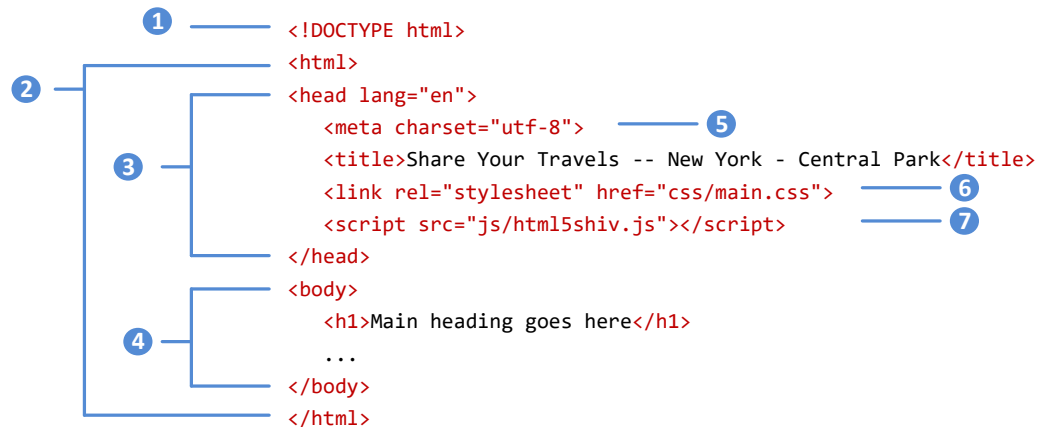 1 <!DOCTYPE html>
2 <html>
3 <head lang="en">
<meta charset="utf-8"> 5
<title>Share Your Travels -- New York - Central Park</title>
<link rel="stylesheet" href="css/main.css"> 6
<script src="js/html5shiv.js"></script> 7
</head>
<body>
4 <h1>Main heading goes here</h1>
...
</body>
</html>